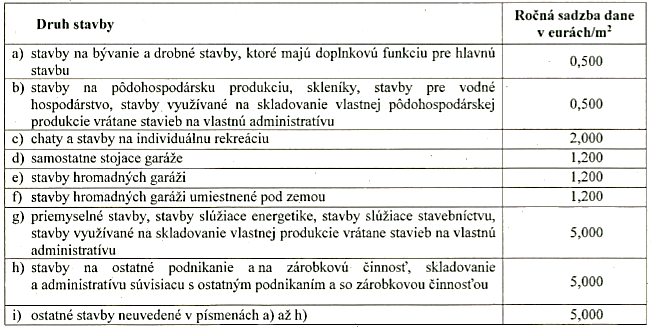 Druh stavby
Ročná sadzba dane
v eurách/m²
a) stavby na bývanie a drobné stavby, ktoré majú doplnkovú funkciu pre hlavnú
stavbu
0,500
b) stavby na pôdohospodársku produkciu, skleníky, stavby pre vodné
hospodárstvo, stavby využívané na skladovanie vlastnej pôdohospodárskej
produkcie vrátane stavieb na vlastnú administratívu
0,500
c) chaty a stavby na individuálnu rekreáciu
2,000
d) samostatne stojace garáže
1,200
e) stavby hromadných garáží
1,200
f) stavby hromadných garáži umiestnené pod zemou
1,200
g) priemyselné stavby, stavby slúžiace energetike, stavby slúžiace stavebníctvu,
stavby využívané na skladovanie vlastnej produkcie vrátane stavieb na vlastnú
administratívu
5,000
h) stavby na ostatné podnikanie a na zárobkovú činnosť, skladovanie
a administratívu súvisiacu s ostatným podnikaním a so zárobkovou činnosťou
5,000
i) ostatné stavby neuvedené v písmenách a) až h)
5,000